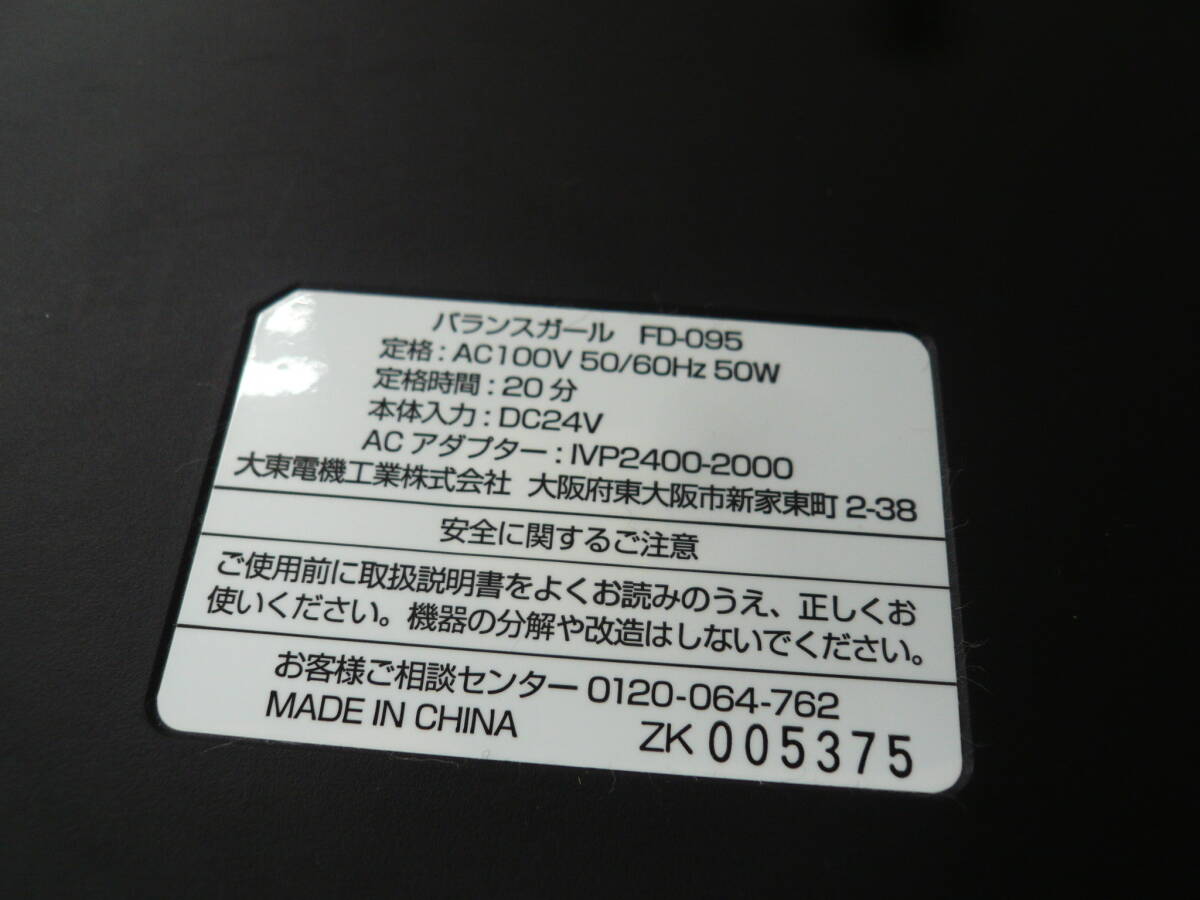 バランスガール FD-095
定格：AC100V 50/60Hz 50W
定格時間：20分
本体入力：DC24V
ACアダプター：IVP2400-2000
大東電機工業株式会社 大阪府東大阪市新家東町 2-38
安全に関するご注意
ご使用前に取扱説明書をよくお読みのうえ、正しくお
使いください。機器の分解や改造はしないでください。
お客様ご相談センター 0120-064-762
MADE IN CHINA ZK 005375